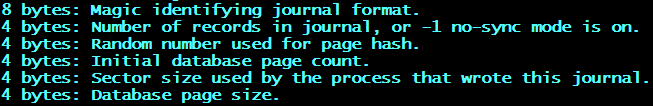 8 bytes: Magic identifying journal format.
4 bytes: Number of records in journal, or -1 no-sync mode is on.
4 bytes: Random number used for page hash.
4 bytes: Initial database page count.
4 bytes: Sector size used by the process that wrote this journal.
4 bytes: Database page size.